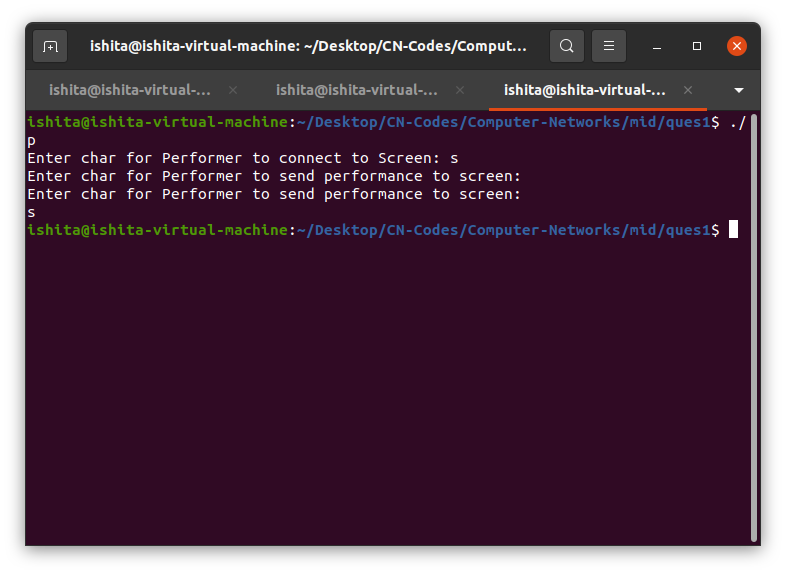 ishita@ishita-virtual-machine: ~/Desktop/CN-Codes/Comput...
ishita@ishita-virtual-... ishita@ishita-virtual-... ishita@ishita-virtual-...
ishita@ishita-virtual-machine:~/Desktop/CN-Codes/Computer-Networks/mid/ques1$ ./
p
Enter char for Performer to connect to Screen: s
Enter char for Performer to send performance to screen:
Enter char for Performer to send performance to screen:
s
ishita@ishita-virtual-machine:~/Desktop/CN-Codes/Computer-Networks/mid/ques1$